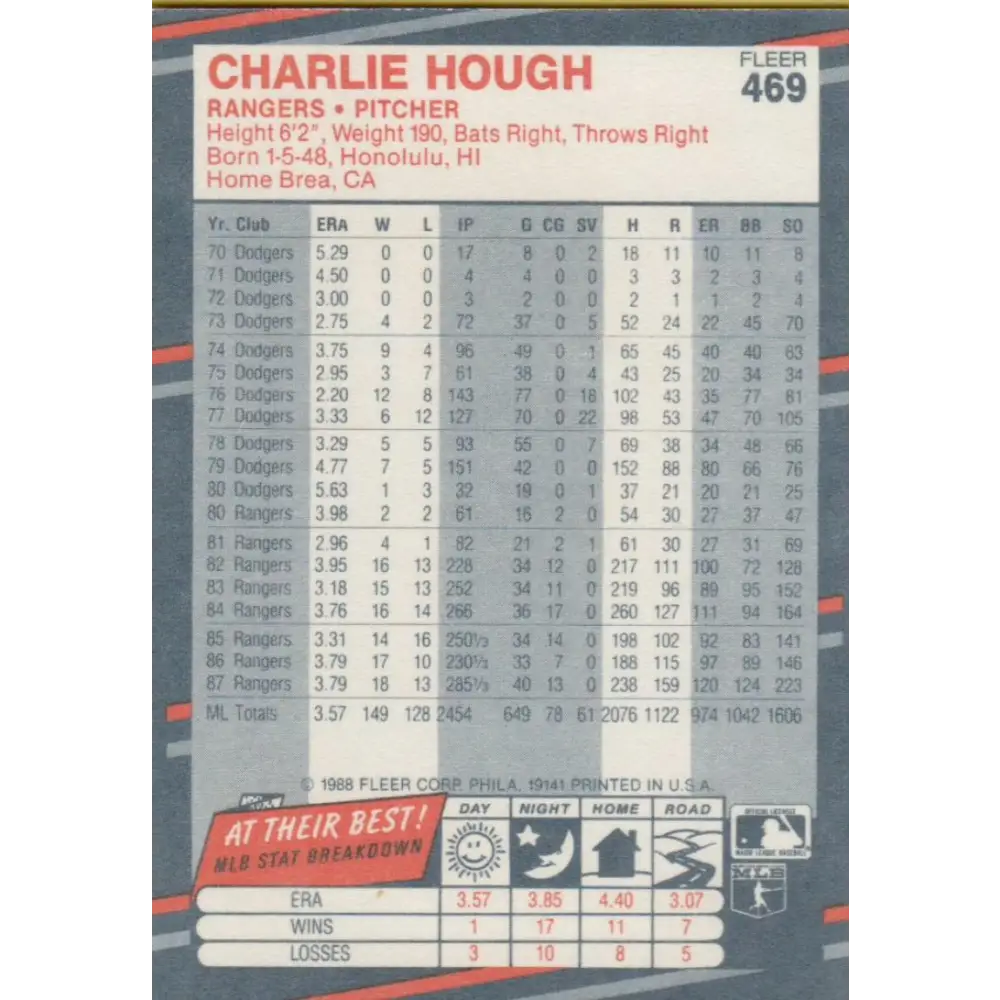 CHARLIE HOUGH
FLEER
469
RANGERS • PITCHER
Height 6'2", Weight 190, Bats Right, Throws Right
Born 1-5-48, Honolulu, HI
Home Brea, CA
Yr. Club ERA W L IP G CG SV H R ER BB SO
70 Dodgers 5.29 0 0 17 8 0 2 18 11 10 11 8
71 Dodgers 4.50 0 0 4 4 0 0 3 3 2 3 4
72 Dodgers 3.00 0 0 3 2 0 0 2 1 1 2 4
73 Dodgers 2.75 4 2 72 37 0 5 52 24 22 45 70
74 Dodgers 3.75 9 4 96 49 0 1 65 45 40 40 63
75 Dodgers 2.95 3 7 61 38 0 4 43 25 20 34 34
76 Dodgers 2.20 12 8 143 77 0 18 102 43 35 77 81
77 Dodgers 3.33 6 12 127 70 0 22 98 53 47 70 105
78 Dodgers 3.29 5 5 93 55 0 7 69 38 34 48 66
79 Dodgers 4.77 7 5 151 42 0 0 152 88 80 66 76
80 Dodgers 5.63 1 3 32 19 0 1 37 21 20 21 25
80 Rangers 3.98 2 2 61 16 2 0 54 30 27 37 47
81 Rangers 2.96 4 1 82 21 2 1 61 30 27 31 69
82 Rangers 3.95 16 13 228 34 12 0 217 111 100 72 128
83 Rangers 3.18 15 13 252 34 11 0 219 96 89 95 152
84 Rangers 3.76 16 14 266 36 17 0 260 127 111 94 164
85 Rangers 3.31 14 16 250⅓ 34 14 0 198 102 92 83 141
86 Rangers 3.79 17 10 230⅓ 33 7 0 188 115 97 89 146
87 Rangers 3.79 18 13 285⅓ 40 13 0 238 159 120 124 223
ML Totals 3.57 149 128 2454 649 78 61 2076 1122 974 1042 1606
© 1988 FLEER CORP. PHILA. 19141 PRINTED IN U.S.A.
AT THEIR BEST!
MLB STAT BREAKDOWN
DAY NIGHT HOME ROAD
OFFICIAL LICENSEE
MAJOR LEAGUE BASEBALL
MLB
ERA 3.57 3.85 4.40 3.07
WINS 1 17 11 7
LOSSES 3 10 8 5